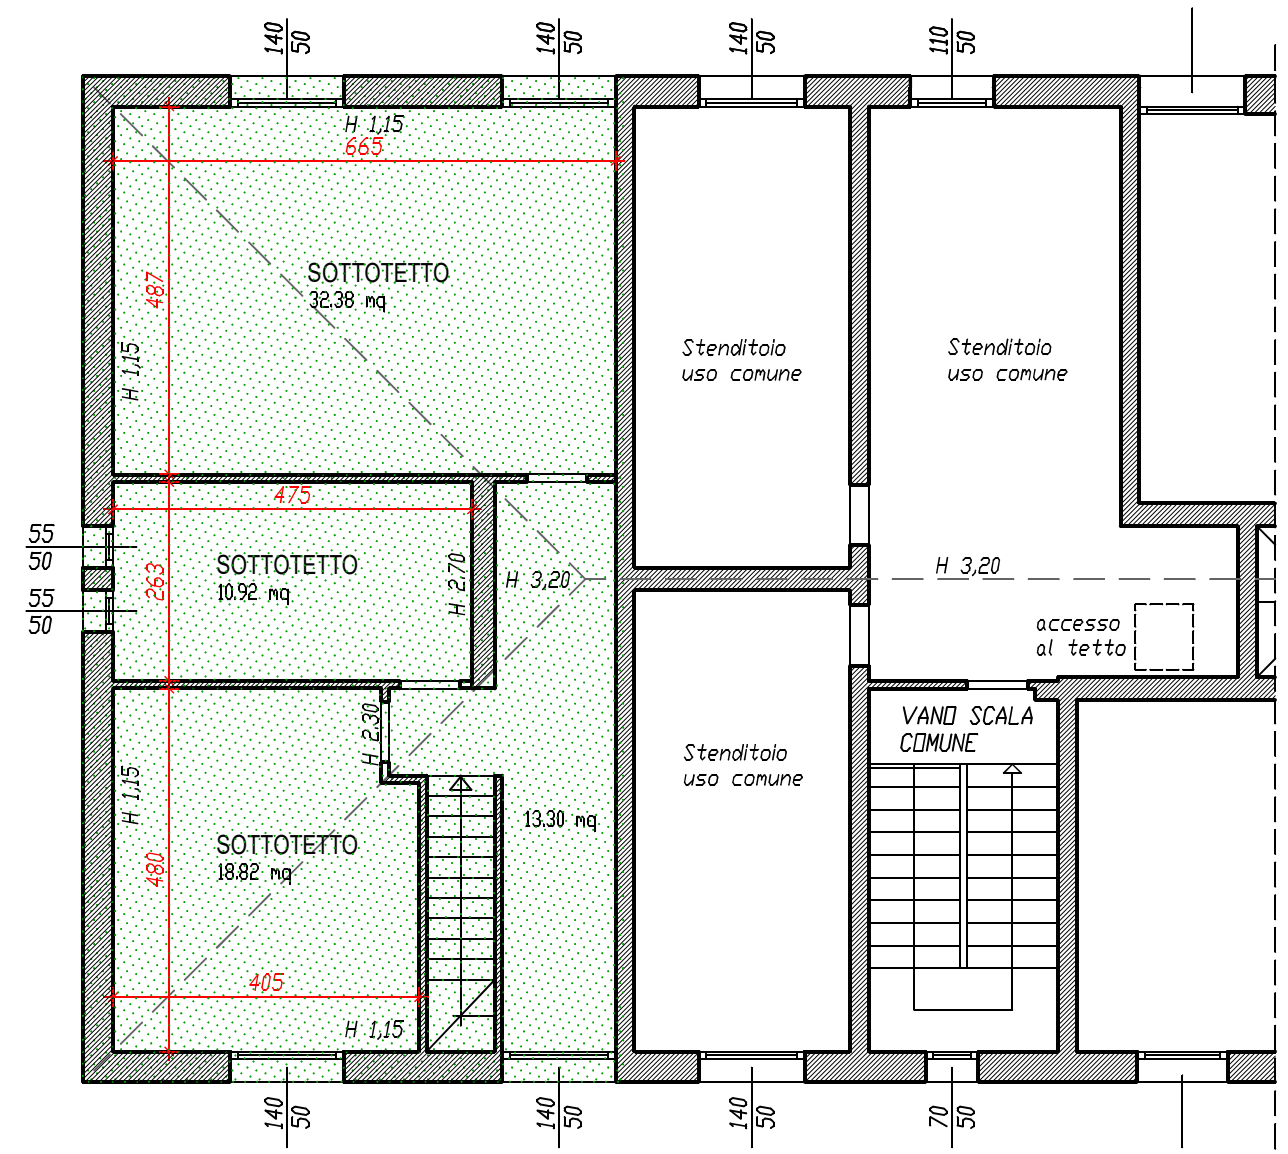 140
50
140
50
140
50
110
50
H 1,15
665
487
SOTTOTETTO
32.38 mq
H 1,15
Stenditoio
uso comune
Stenditoio
uso comune
475
55
50
263
SOTTOTETTO
10.92 mq
H 2.70
H 3,20
H 3,20
55
50
accesso
al tetto
H 2.30
VANO SCALA
COMUNE
Stenditoio
uso comune
H 1,15
13.30 mq
SOTTOTETTO
18.82 mq
480
405
H 1,15
140
50
140
50
140
50
70
50